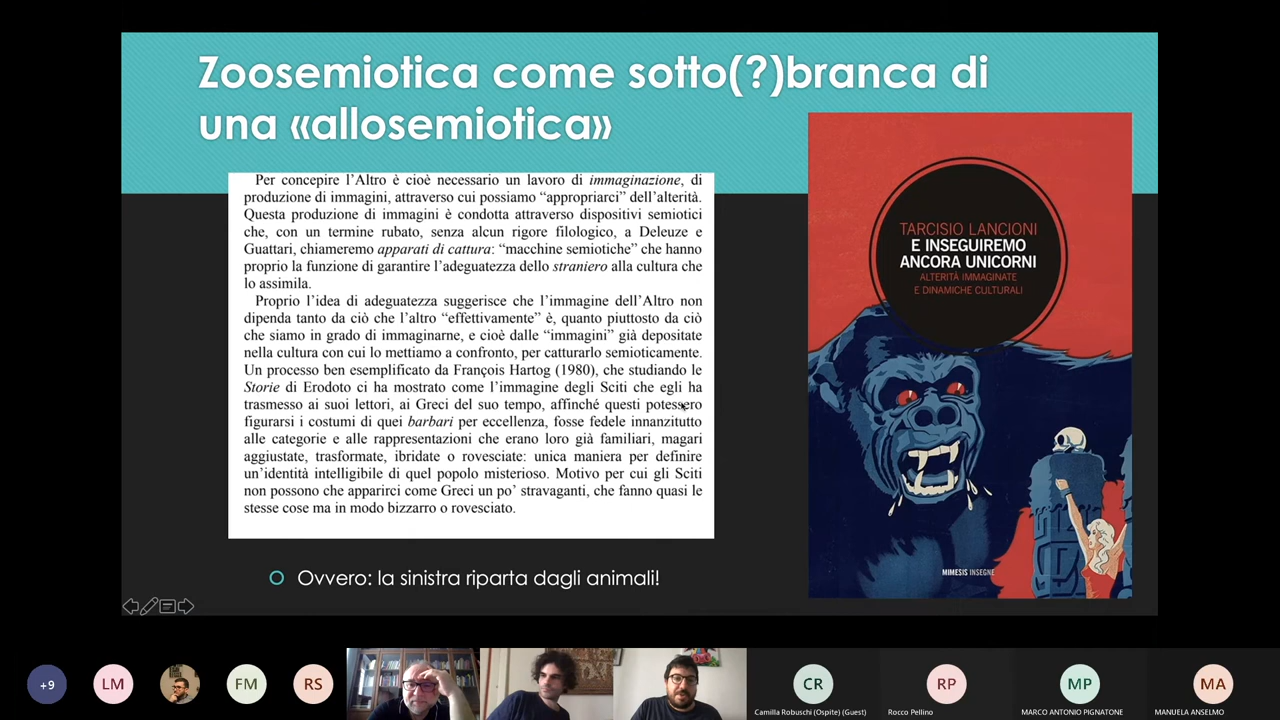 Zoosemiotica come sotto(?)branca di
una «allosemiotica»
Per concepire l’Altro è cioè necessario un lavoro di immaginazione, di
produzione di immagini, attraverso cui possiamo “appropriarci” dell’alterità.
Questa produzione di immagini è condotta attraverso dispositivi semiotici
che, con un termine rubato, senza alcun rigore filologico, a Deleuze e
Guattari, chiameremo apparati di cattura: “macchine semiotiche” che hanno
proprio la funzione di garantire l’adeguatezza dello straniero alla cultura che
lo assimila.
Proprio l’idea di adeguatezza suggerisce che l’immagine dell’Altro non
dipenda tanto da ciò che l’altro “effettivamente” è, quanto piuttosto da ciò
che siamo in grado di immaginarne, e cioè dalle “immagini” già depositate
nella cultura con cui lo mettiamo a confronto, per catturarlo semioticamente.
Un processo ben esemplificato da François Hartog (1980), che studiando le
Storie di Erodoto ci ha mostrato come l’immagine degli Sciti che egli ha
trasmesso ai suoi lettori, ai Greci del suo tempo, affinché questi potessero
figurarsi i costumi di quei barbari per eccellenza, fosse fedele innanzitutto
alle categorie e alle rappresentazioni che erano loro già familiari, magari
aggiustate, trasformate, ibridate o rovesciate: unica maniera per definire
un’identità intelligibile di quel popolo misterioso. Motivo per cui gli Sciti
non possono che apparirci come Greci un po’ stravaganti, che fanno quasi le
stesse cose ma in modo bizzarro o rovesciato.
Ovvero: la sinistra riparta dagli animali!
TARCISIO LANCIONI
E INSEGUIREMO
ANCORA UNICORNI
ALTERITÀ IMMAGINATE
E DINAMICHE CULTURALI
MIMESIS INSEGNE
+9
LM
FM
RS
CR
Camilla Robuschi (Ospite) (Guest)
RP
Rocco Pellino
MP
MARCO ANTONIO PIGNATONE
MA
MANUELA ANSELMO